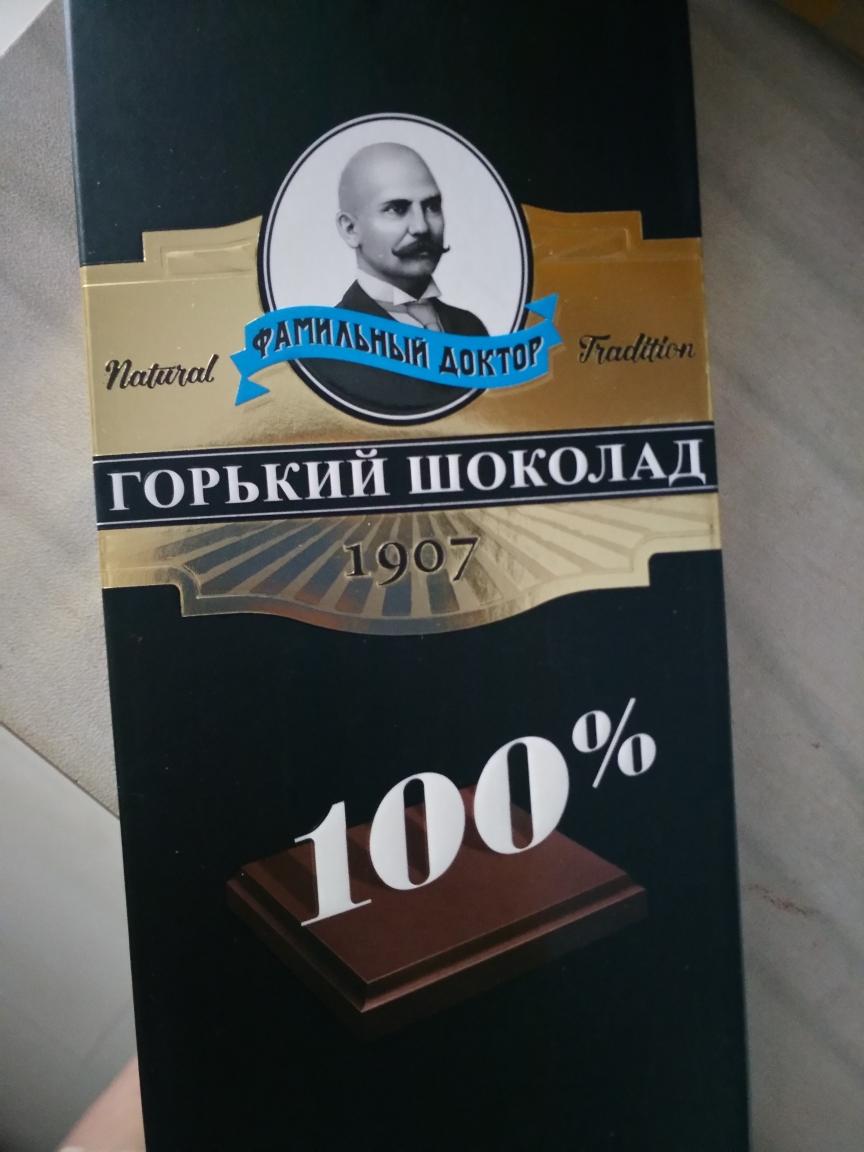 ФАМИЛЬНЫЙ ДОКТОР
Natural
Tradition
ГОРЬКИЙ ШОКОЛАД
1907
100%